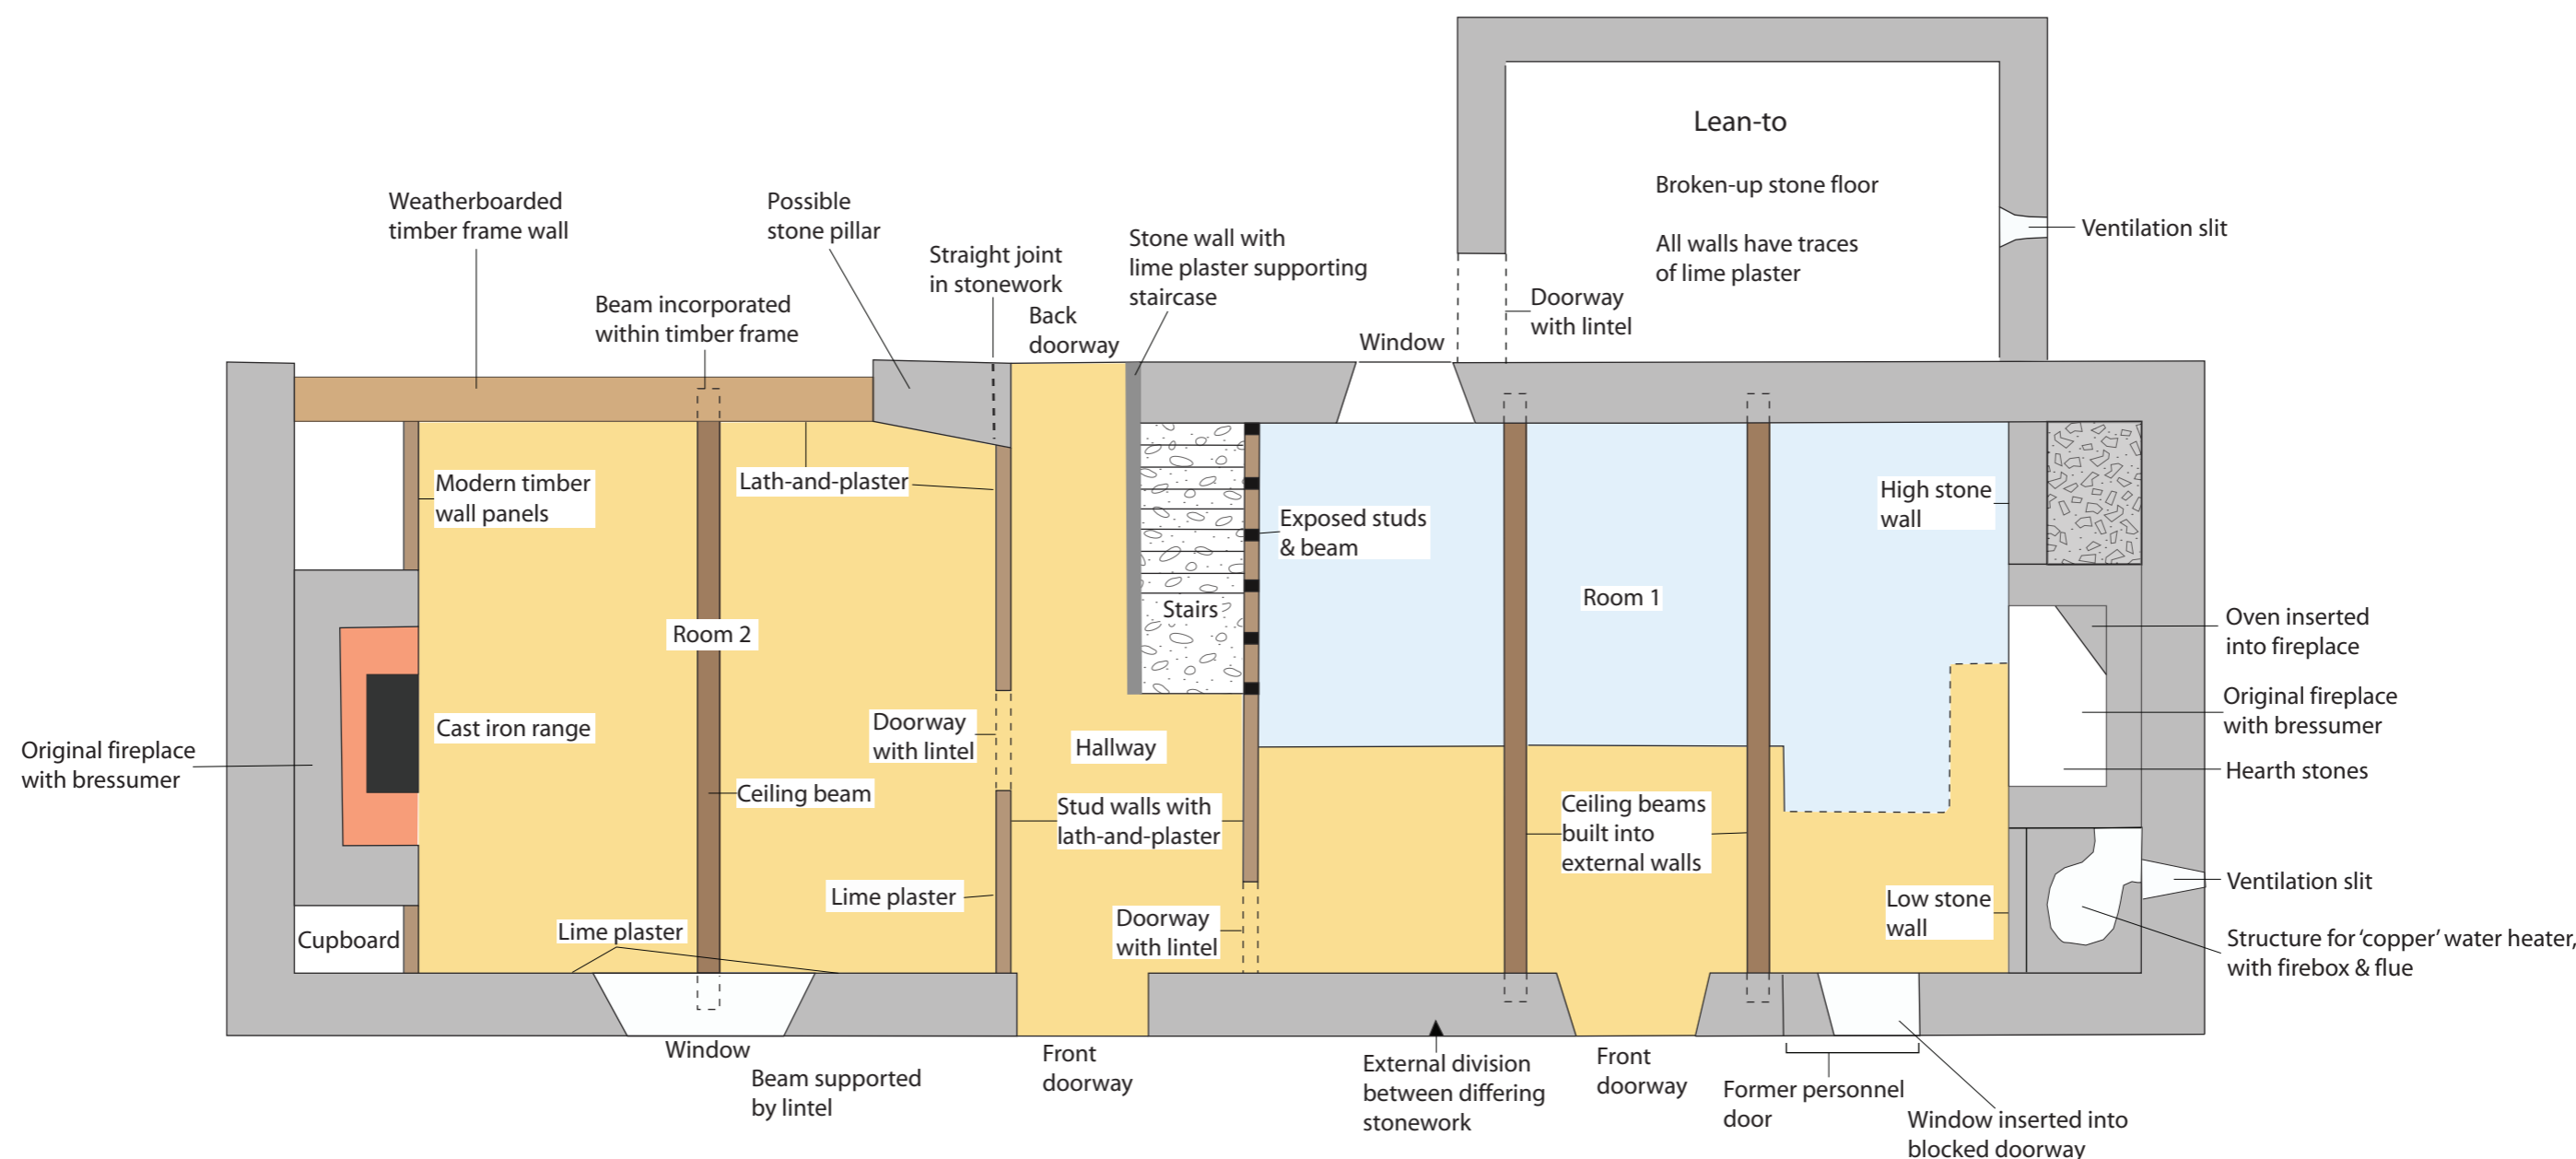 Lean-to
Broken-up stone floor
All walls have traces
of lime plaster
Ventilation slit
Weatherboarded
timber frame wall
Possible
stone pillar
Straight joint
in stonework
Stone wall with
lime plaster supporting
staircase
Beam incorporated
within timber frame
Back
doorway
Doorway
with lintel
Window
Modern timber
wall panels
Lath-and-plaster
Exposed studs
& beam
High stone
wall
Stairs
Room 1
Room 2
Oven inserted
into fireplace
Original fireplace
with bressumer
Hearth stones
Original fireplace
with bressumer
Cast iron range
Doorway
with lintel
Hallway
Ceiling beam
Stud walls with
lath-and-plaster
Ceiling beams
built into
external walls
Lime plaster
Low stone
wall
Ventilation slit
Cupboard
Lime plaster
Doorway
with lintel
Structure for ‘copper’ water heater,
with firebox & flue
Window
Beam supported
by lintel
Front
doorway
External division
between differing
stonework
Front
doorway
Former personnel
door
Window inserted into
blocked doorway